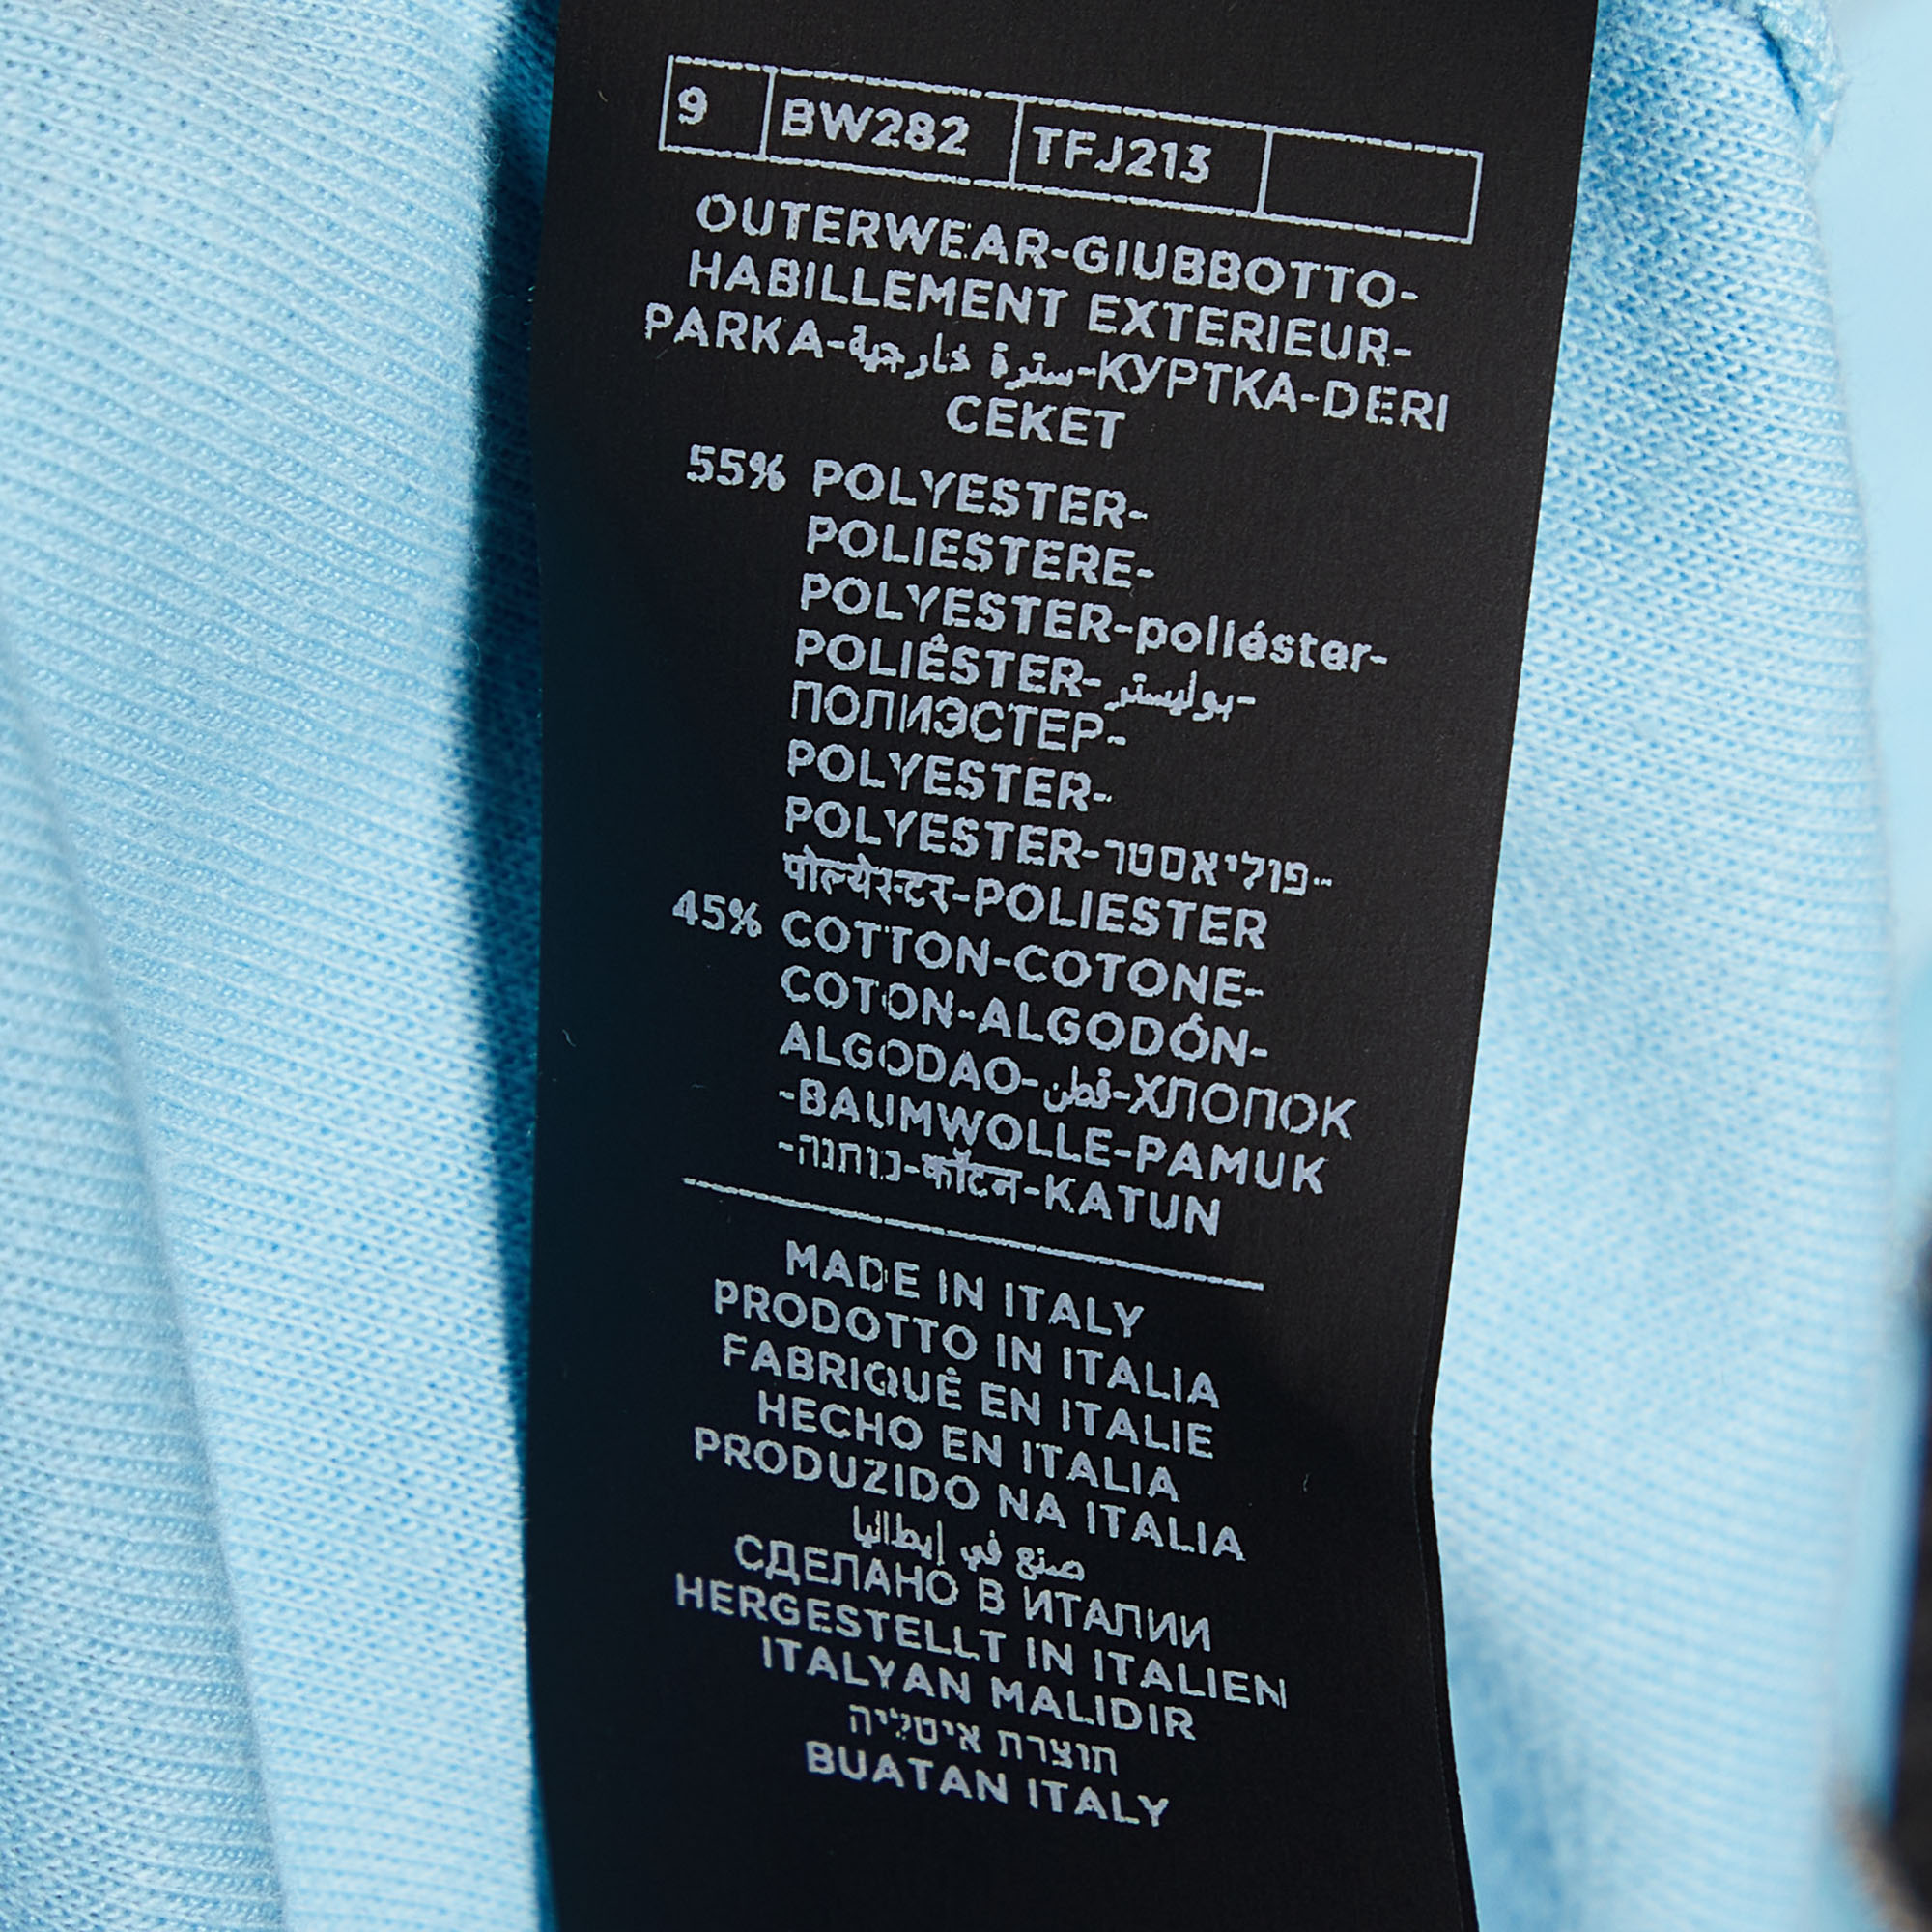 9 BW282 TFJ213
OUTERWEAR-GIUBBOTTO-
HABILLEMENT EXTERIEUR-
PARKA-سترة خارجية-КУРТКА-DERI
CEKET
55% POLYESTER-
POLIESTERE-
POLYESTER-poliéster-
POLIÉSTER-بوليستر-
ПОЛИЭСТЕР-
POLYESTER-
POLYESTER-פוליאסטר-
पोल्येस्टर-POLIESTER
45% COTTON-COTONE-
COTON-ALGODÓN-
ALGODAO-قطن-ХЛОПОК
-BAUMWOLLE-PAMUK
-כותנה-कॉटन-KATUN
MADE IN ITALY
PRODOTTO IN ITALIA
FABRIQUÉ EN ITALIE
HECHO EN ITALIA
PRODUZIDO NA ITALIA
صنع في إيطاليا
СДЕЛАНО В ИТАЛИИ
HERGESTELLT IN ITALIEN
ITALYAN MALIDIR
תוצרת איטליה
BUATAN ITALY